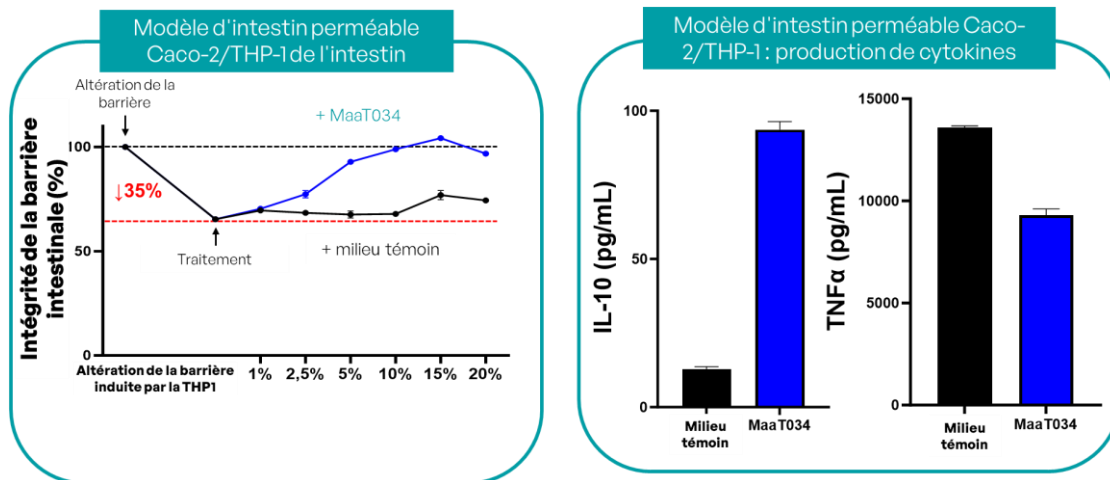 Modèle d'intestin perméable
Caco-2/THP-1 de l'intestin
Altération de la
barrière
+ MaaT034
100
↓35%
50
Traitement
+ milieu témoin
0
Intégrité de la barrière
intestinale (%)
Altération de la barrière
induite par la THP1
1% 2,5% 5% 10% 15% 20%
Modèle d'intestin perméable Caco-
2/THP-1 : production de cytokines
100
50
0
IL-10 (pg/mL)
Milieu
témoin
MaaT034
15000
10000
5000
0
TNFα (pg/mL)
Milieu
témoin
MaaT034